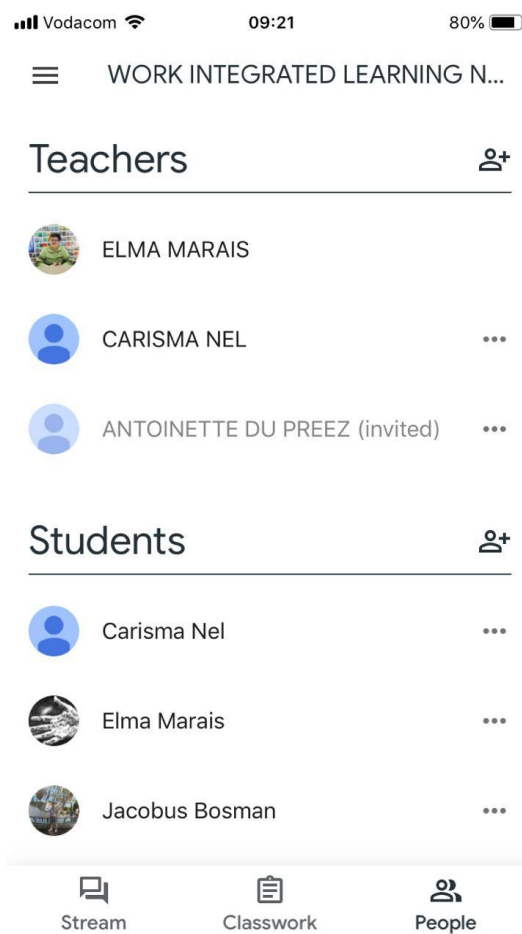 Vodacom 09:21 80%
WORK INTEGRATED LEARNING N...
Teachers
ELMA MARAIS
CARISMA NEL
ANTOINETTE DU PREEZ (invited)
Students
Carisma Nel
Elma Marais
Jacobus Bosman
Stream Classwork People